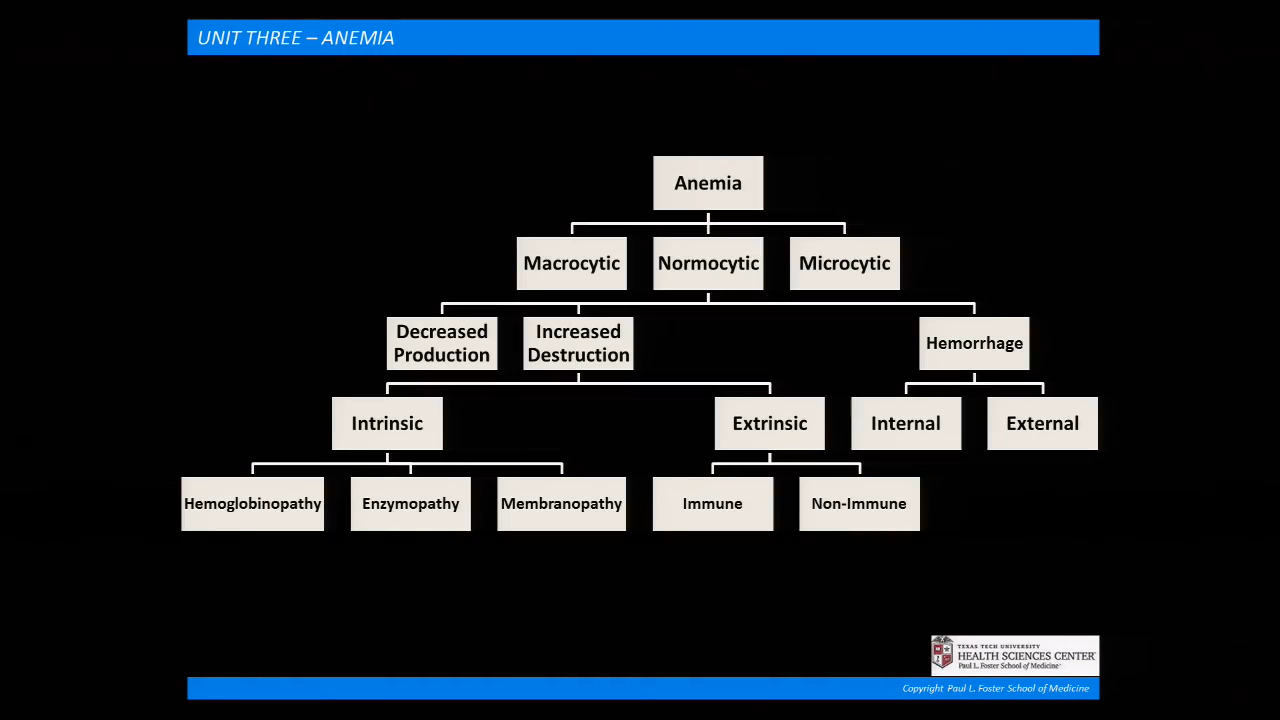 UNIT THREE – ANEMIA
Anemia
Macrocytic
Normocytic
Microcytic
Decreased
Production
Increased
Destruction
Hemorrhage
Intrinsic
Extrinsic
Internal
External
Hemoglobinopathy
Enzymopathy
Membranopathy
Immune
Non-Immune
TEXAS TECH UNIVERSITY
HEALTH SCIENCES CENTER
Paul L. Foster School of Medicine
Copyright Paul L. Foster School of Medicine